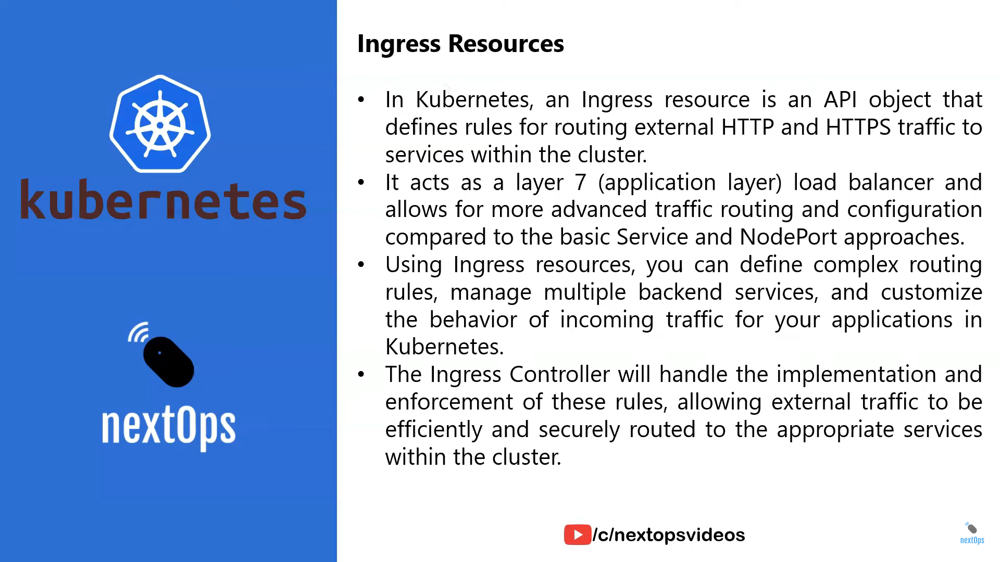 Ingress Resources
• In Kubernetes, an Ingress resource is an API object that
defines rules for routing external HTTP and HTTPS traffic to
services within the cluster.
• It acts as a layer 7 (application layer) load balancer and
allows for more advanced traffic routing and configuration
compared to the basic Service and NodePort approaches.
• Using Ingress resources, you can define complex routing
rules, manage multiple backend services, and customize
the behavior of incoming traffic for your applications in
Kubernetes.
• The Ingress Controller will handle the implementation and
enforcement of these rules, allowing external traffic to be
efficiently and securely routed to the appropriate services
within the cluster.
kubernetes
nextOps
/c/nextopsvideos
nextOps